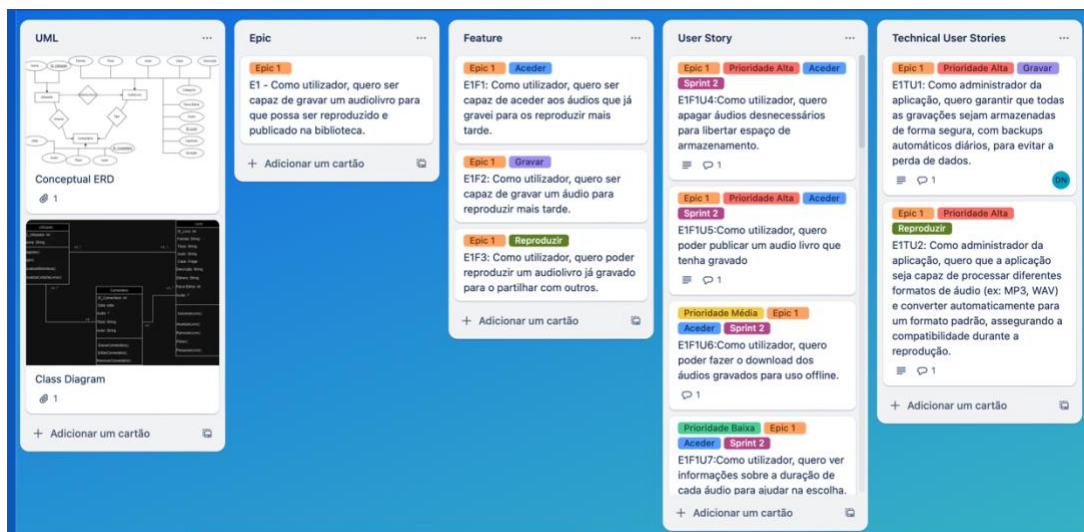 UML
Conceptual ERD
1
Class Diagram
1
+ Adicionar um cartão
Epic
Epic 1
E1 - Como utilizador, quero ser
capaz de gravar um audiolivro para
que possa ser reproduzido e
publicado na biblioteca.
+ Adicionar um cartão
Feature
Epic 1 Aceder
E1F1: Como utilizador, quero ser
capaz de aceder aos áudios que já
gravei para os reproduzir mais
tarde.
Epic 1 Gravar
E1F2: Como utilizador, quero ser
capaz de gravar um áudio para
reproduzir mais tarde.
Epic 1 Reproduzir
E1F3: Como utilizador, quero poder
reproduzir um audiolivro já gravado
para o partilhar com outros.
+ Adicionar um cartão
User Story
Epic 1 Prioridade Alta Aceder
Sprint 2
E1F1U4:Como utilizador, quero
apagar áudios desnecessários
para libertar espaço de
armazenamento.
1
Epic 1 Prioridade Alta Aceder
Sprint 2
E1F1U5:Como utilizador, quero
poder publicar um audio livro que
tenha gravado
1
Prioridade Média Epic 1
Aceder Sprint 2
E1F1U6:Como utilizador, quero
poder fazer o download dos
áudios gravados para uso offline.
1
Prioridade Baixa Epic 1
Aceder Sprint 2
E1F1U7:Como utilizador, quero ver
informações sobre a duração de
cada áudio para ajudar na escolha.
+ Adicionar um cartão
Technical User Stories
Epic 1 Prioridade Alta Gravar
E1TU1: Como administrador da
aplicação, quero garantir que todas
as gravações sejam armazenadas
de forma segura, com backups
automáticos diários, para evitar a
perda de dados.
1
DN
Epic 1 Prioridade Alta
Reproduzir
E1TU2: Como administrador da
aplicação, quero que a aplicação
seja capaz de processar diferentes
formatos de áudio (ex: MP3, WAV)
e converter automaticamente para
um formato padrão, assegurando a
compatibilidade durante a
reprodução.
1
+ Adicionar um cartão